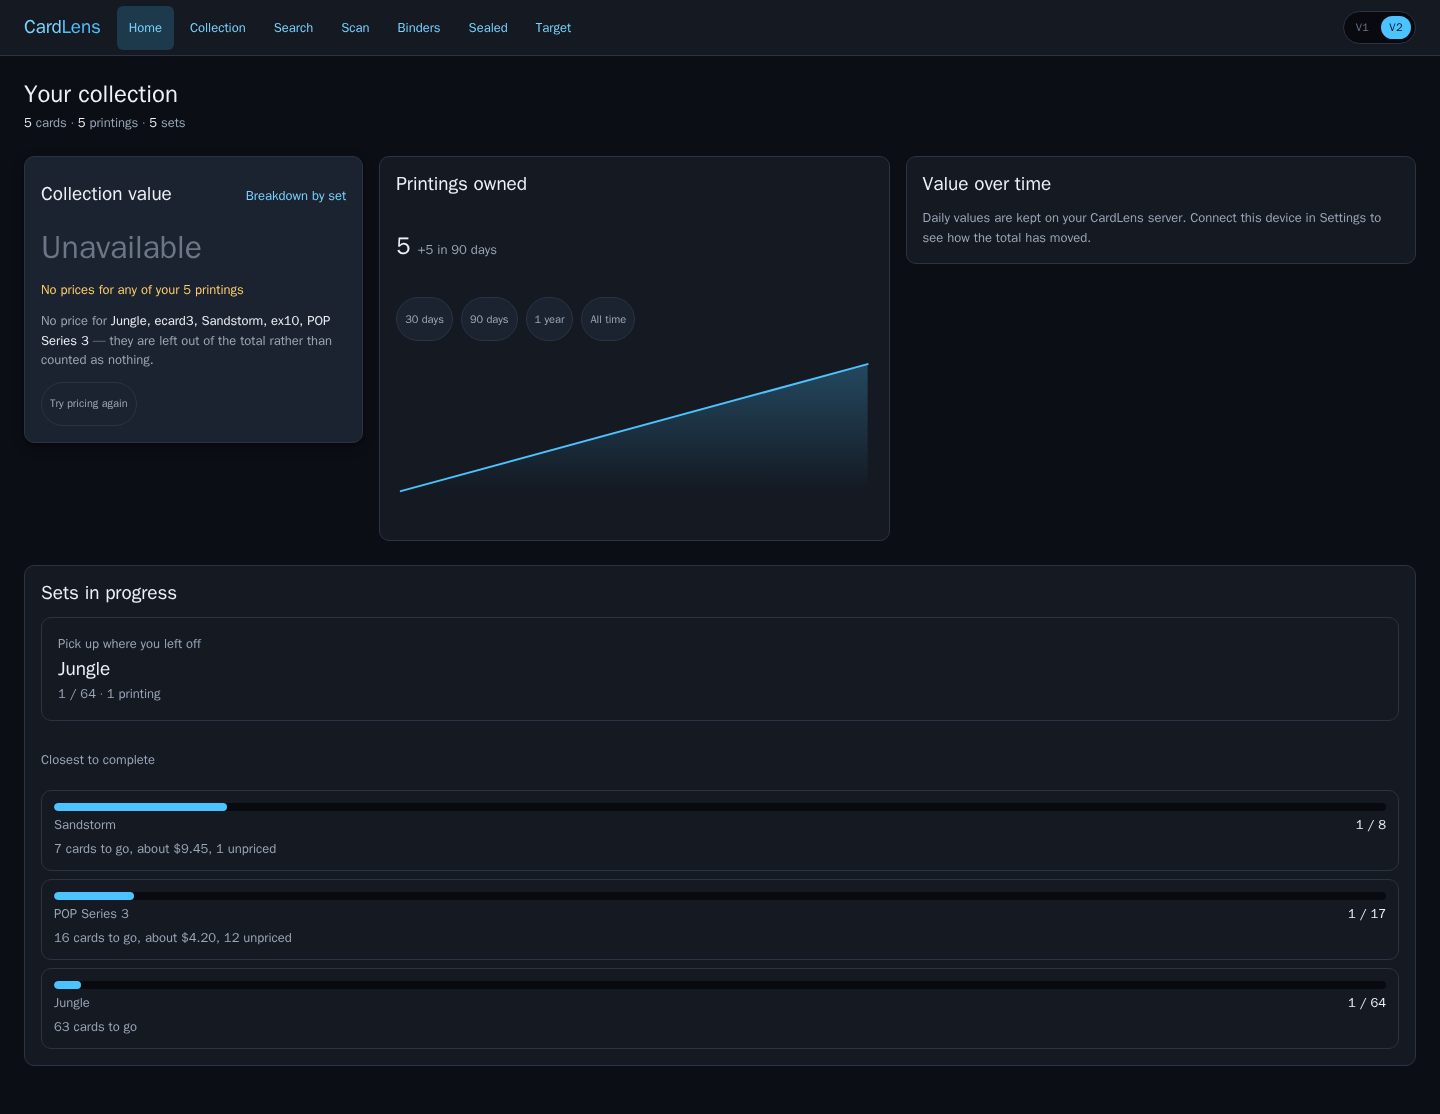 CardLens Home Collection Search Scan Binders Sealed Target V1 V2
Your collection
5 cards · 5 printings · 5 sets
Collection value Breakdown by set
Unavailable
No prices for any of your 5 printings
No price for Jungle, ecard3, Sandstorm, ex10, POP
Series 3 — they are left out of the total rather than
counted as nothing.
Try pricing again
Printings owned
5 +5 in 90 days
30 days 90 days 1 year All time
Value over time
Daily values are kept on your CardLens server. Connect this device in Settings to
see how the total has moved.
Sets in progress
Pick up where you left off
Jungle
1 / 64 · 1 printing
Closest to complete
Sandstorm 1 / 8
7 cards to go, about $9.45, 1 unpriced
POP Series 3 1 / 17
16 cards to go, about $4.20, 12 unpriced
Jungle 1 / 64
63 cards to go